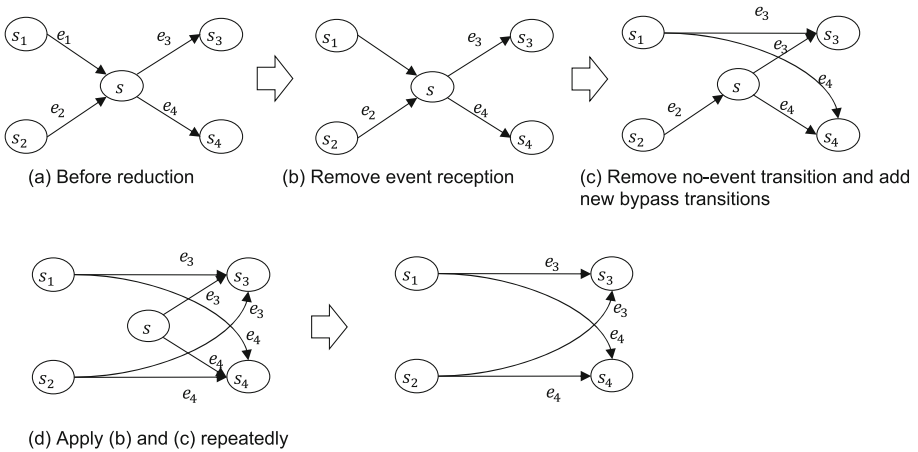 s1 e1 e3 s3
s
e2 e4
s2 s4
(a) Before reduction
s1 e3 s3
s
e2 e4
s2 s4
(b) Remove event reception
s1 e3 s3
e3
s e4
e2 e4
s2 s4
(c) Remove no-event transition and add
new bypass transitions
s1 e3 s3
e3
s e3
e4
e4
s2 s4
e4
s1 e3 s3
e3
e4
s2 s4
e4
(d) Apply (b) and (c) repeatedly